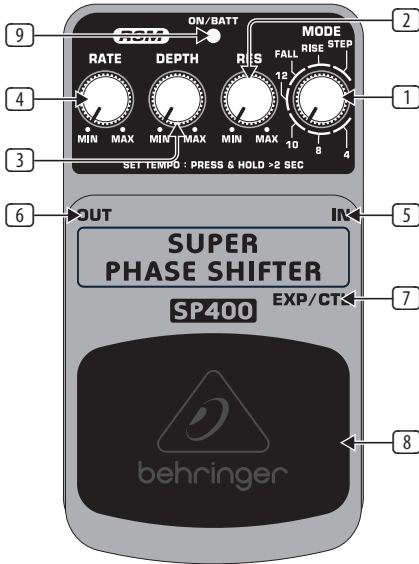 ON/BATT
9
2
ROM
MODE
RATE
DEPTH
RES
FALL
RISE
STEP
12
10
8
4
4
1
3
MIN
MAX
MIN
MAX
MIN
MAX
SET TEMPO : PRESS & HOLD >2 SEC
6
OUT
IN
5
SUPER
PHASE SHIFTER
EXP/CTL
7
SP400
8
behringer